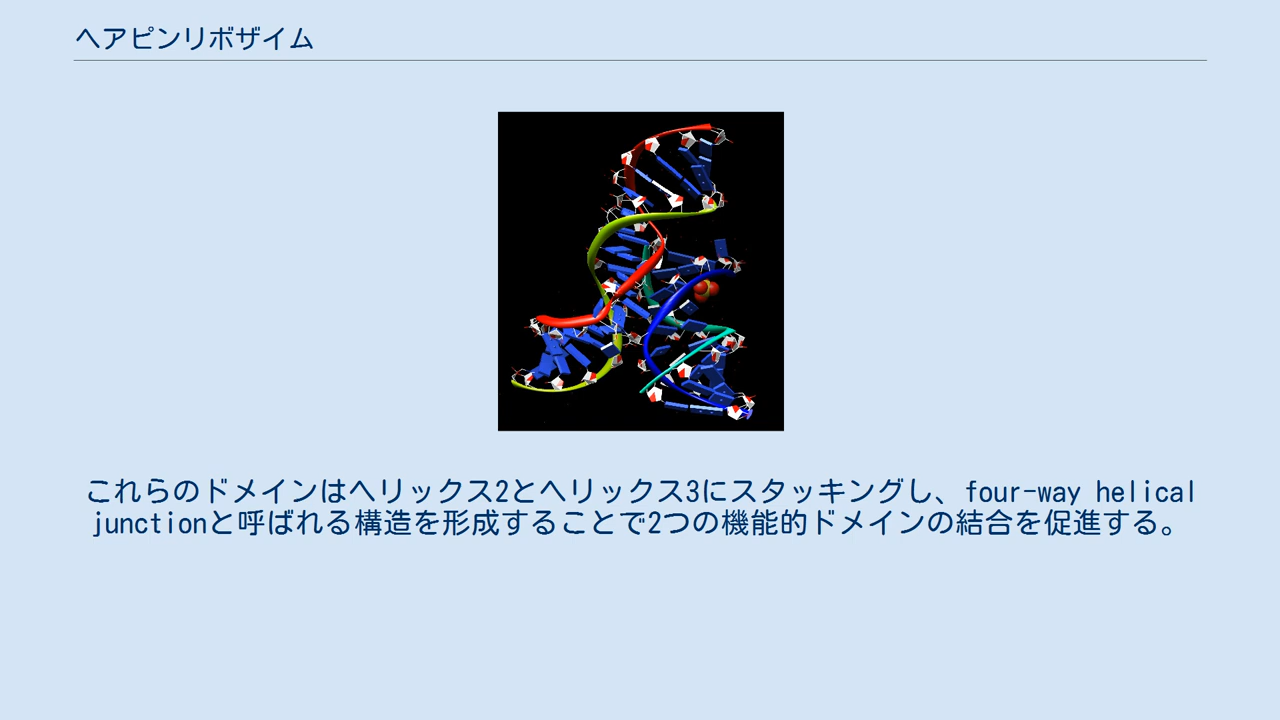 ヘアピンリボザイム
これらのドメインはヘリックス2とヘリックス3にスタッキングし、four-way helical
junctionと呼ばれる構造を形成することで2つの機能的ドメインの結合を促進する。